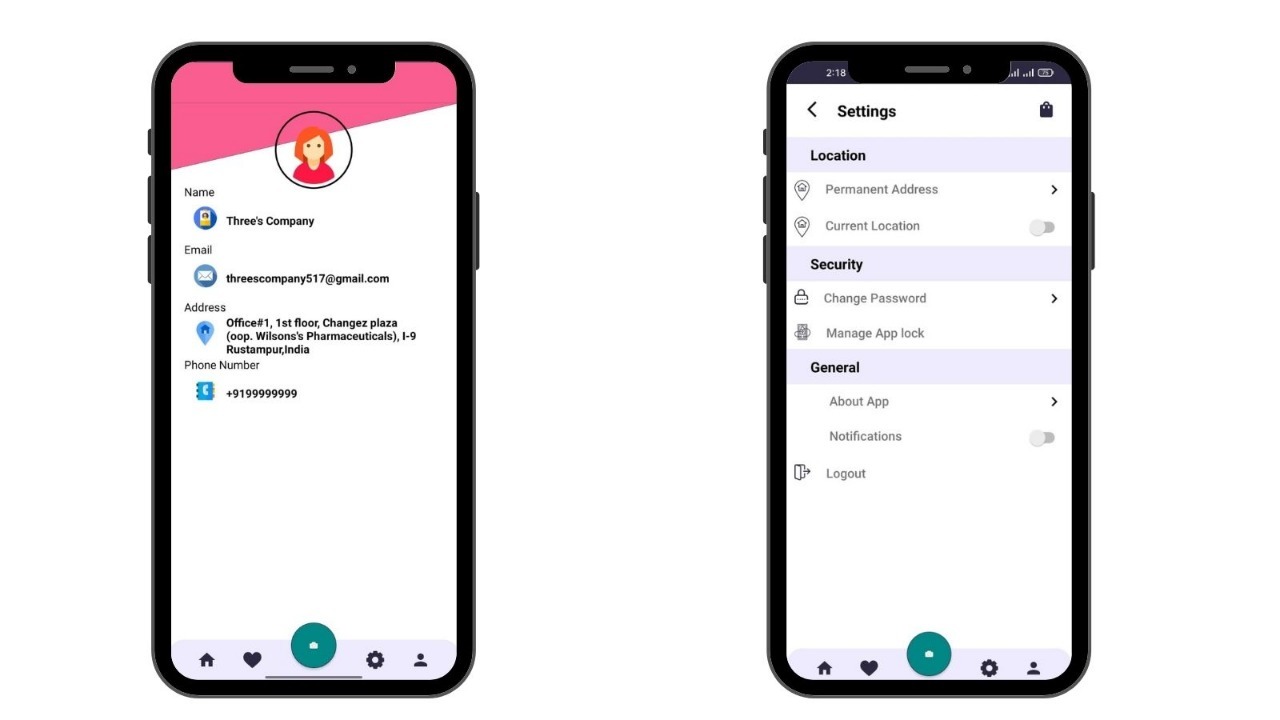 Name
Three's Company
Email
threescompany517@gmail.com
Address
Office#1, 1st floor, Changez plaza
(oop. Wilsons's Pharmaceuticals), I-9
Rustampur,India
Phone Number
+9199999999
2:18
75
Settings
Location
Permanent Address
Current Location
Security
Change Password
Manage App lock
General
About App
Notifications
Logout